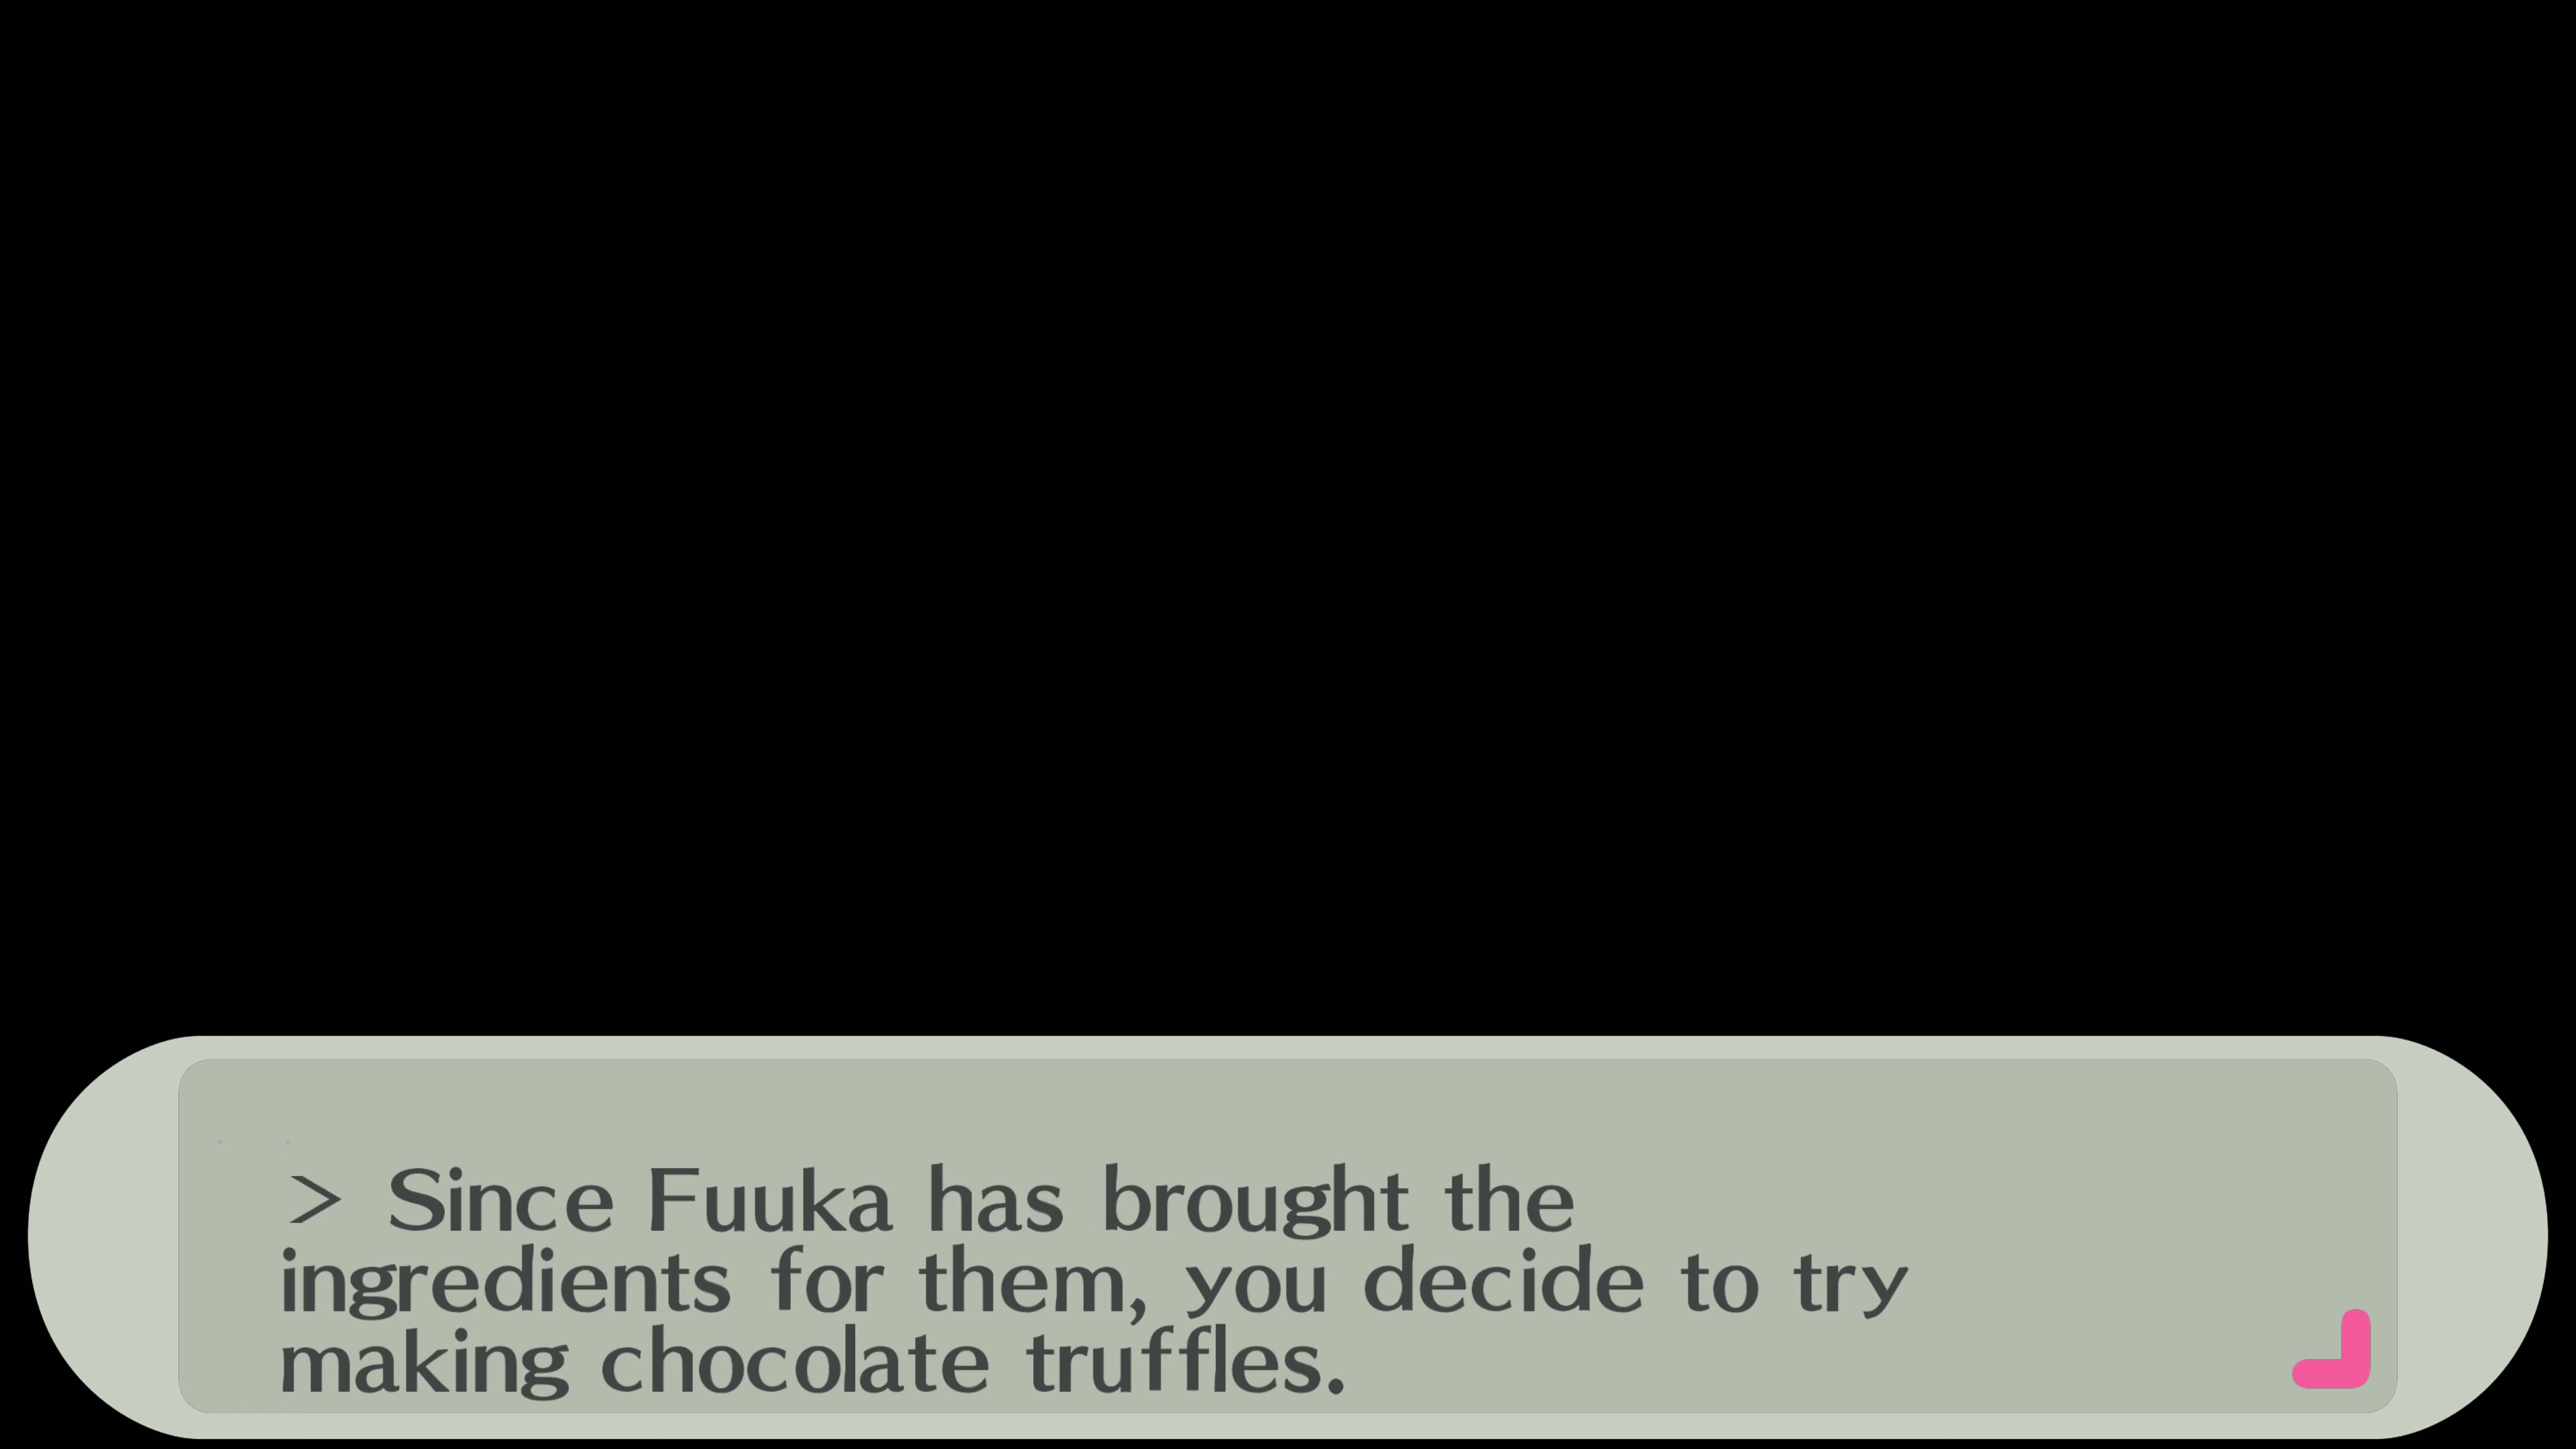 > Since Fuuka has brought the
ingredients for them, you decide to try
making chocolate truffles.